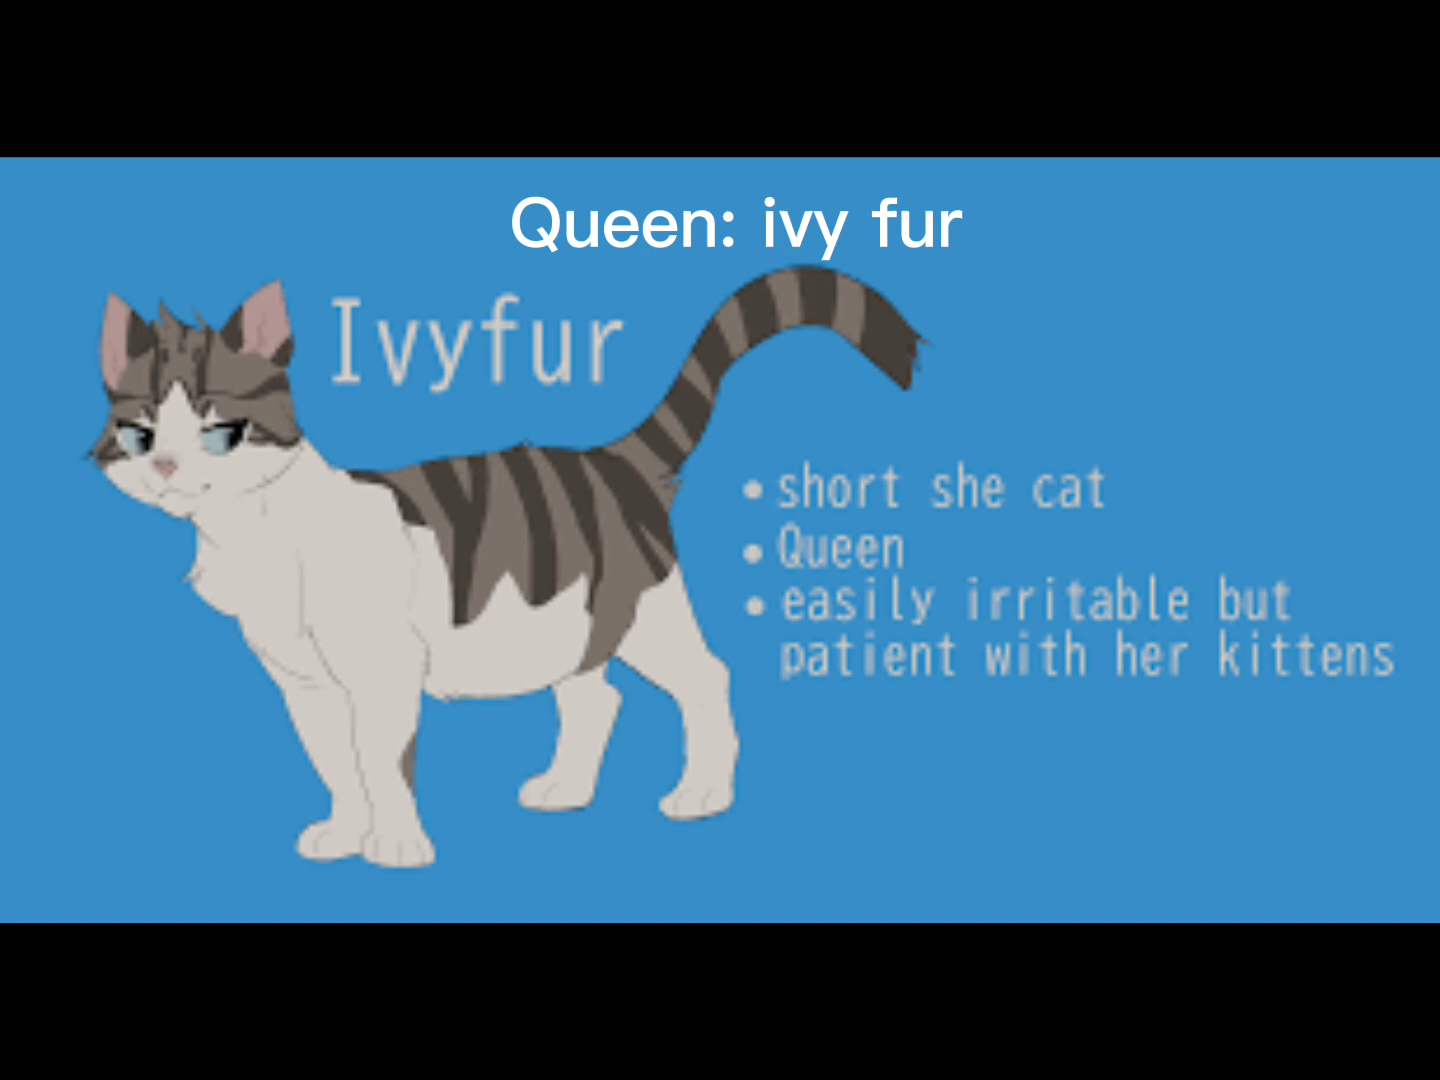 Queen: ivy fur
Ivyfur
• short she cat
• Queen
• easily irritable but
patient with her kittens